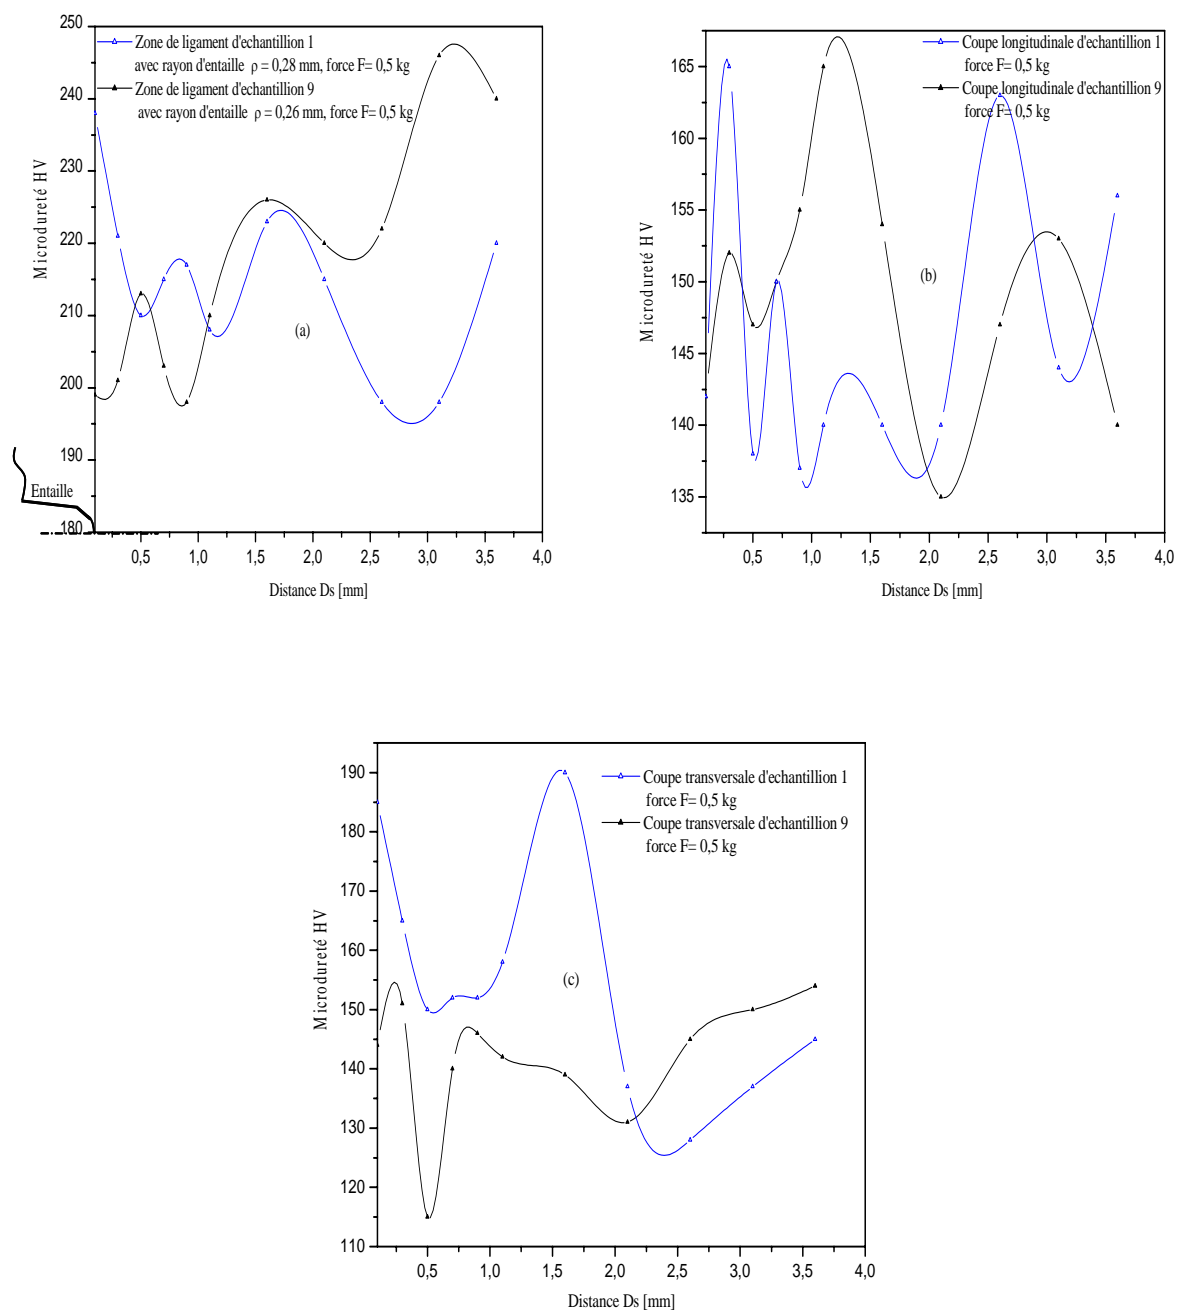 250
240
230
220
210
200
190
180
Microdureté HV
Zone de ligament d'echantillion 1
avec rayon d'entaille ρ = 0,28 mm, force F= 0,5 kg
Zone de ligament d'echantillion 9
avec rayon d'entaille ρ = 0,26 mm, force F= 0,5 kg
(a)
Entaille
0,5 1,0 1,5 2,0 2,5 3,0 3,5 4,0
Distance Ds [mm]
165
160
155
150
145
140
135
Microdureté HV
Coupe longitudinale d'echantillion 1
force F= 0,5 kg
Coupe longitudinale d'echantillion 9
force F= 0,5 kg
(b)
0,5 1,0 1,5 2,0 2,5 3,0 3,5 4,0
Distance Ds [mm]
190
180
170
160
150
140
130
120
110
Microdureté HV
Coupe transversale d'echantillion 1
force F= 0,5 kg
Coupe transversale d'echantillion 9
force F= 0,5 kg
(c)
0,5 1,0 1,5 2,0 2,5 3,0 3,5 4,0
Distance Ds [mm]